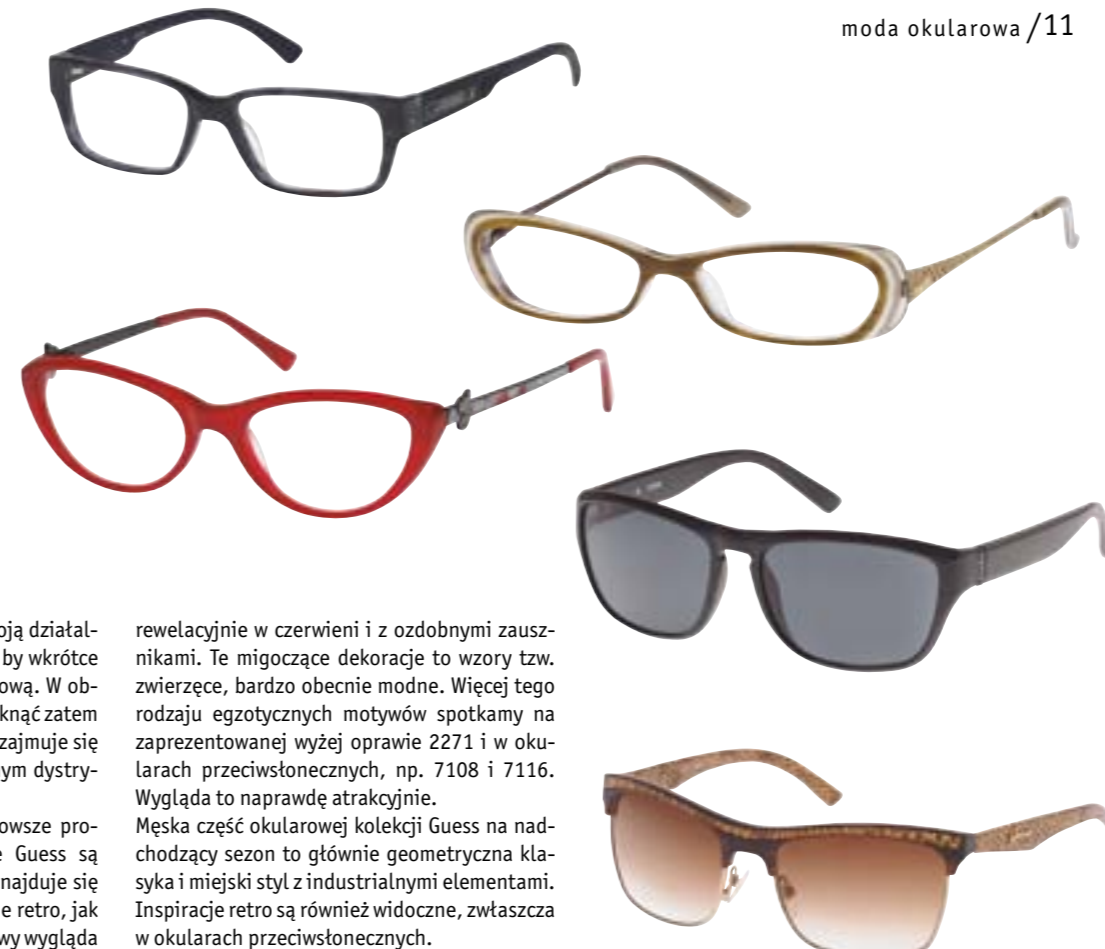 moda okularowa /11
oją działal-
by wkrótce
ową. W ob-
knąć zatem
zajmuje się
ym dystry-
owsze pro-
e Guess są
najduje się
e retro, jak
wy wygląda
rewelacyjnie w czerwieni i z ozdobnymi zausz-
nikami. Te migoczące dekoracje to wzory tzw.
zwierzęce, bardzo obecnie modne. Więcej tego
rodzaju egzotycznych motywów spotkamy na
zaprezentowanej wyżej oprawie 2271 i w oku-
larach przeciwsłonecznych, np. 7108 i 7116.
Wygląda to naprawdę atrakcyjnie.
Męska część okularowej kolekcji Guess na nad-
chodzący sezon to głównie geometryczna kla-
syka i miejski styl z industrialnymi elementami.
Inspiracje retro są również widoczne, zwłaszcza
w okularach przeciwsłonecznych.